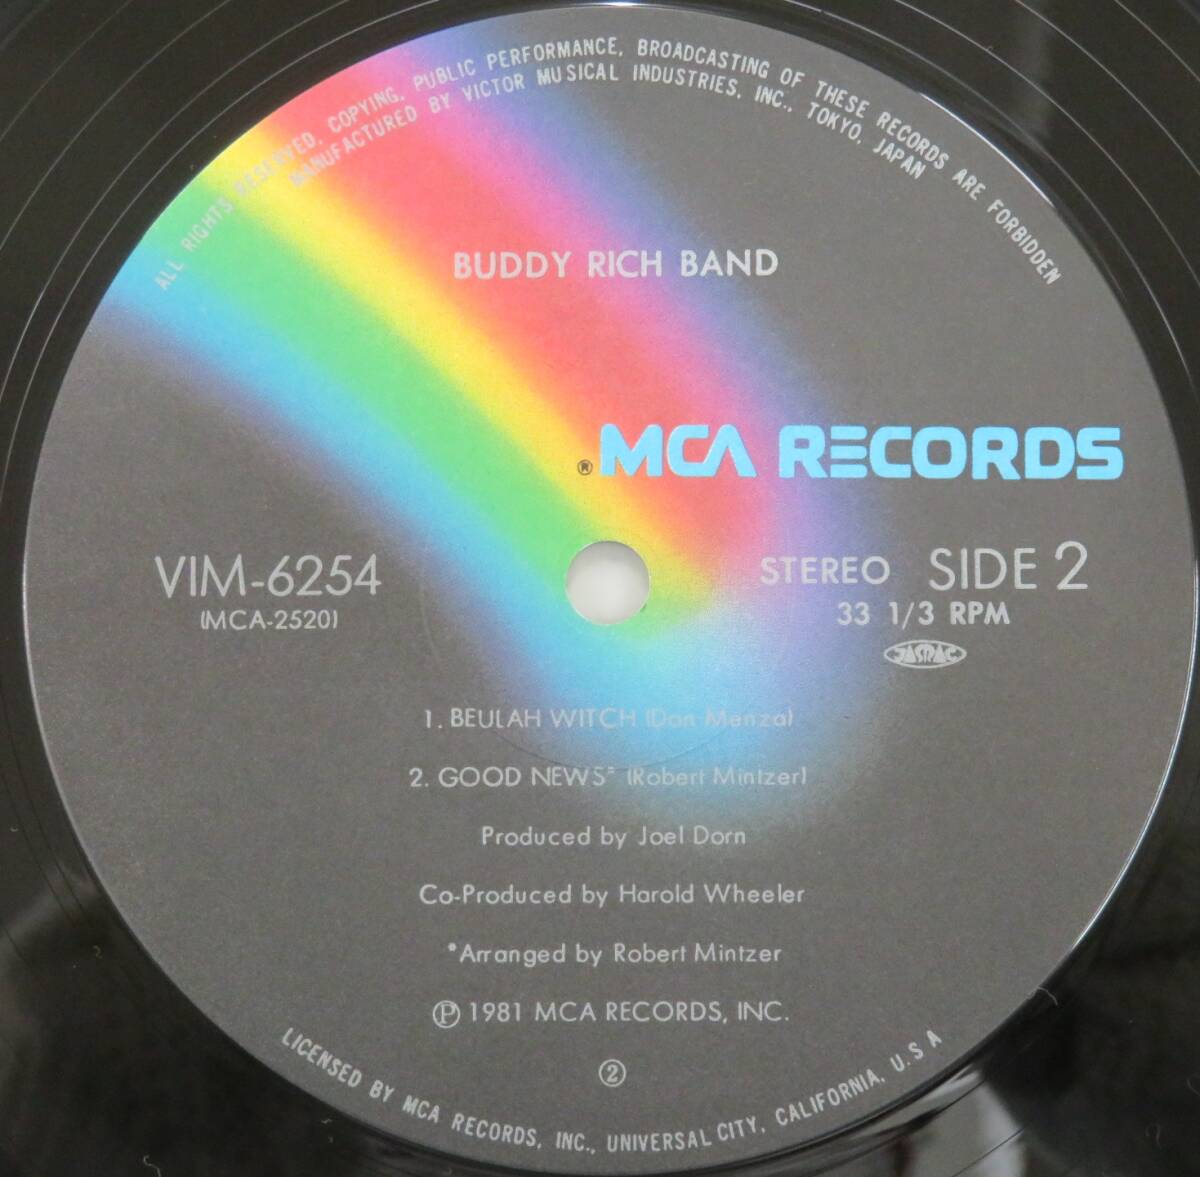 ALL RIGHTS RESERVED. COPYING, PUBLIC PERFORMANCE, BROADCASTING OF THESE RECORDS ARE FORBIDDEN
MANUFACTURED BY VICTOR MUSICAL INDUSTRIES, INC., TOKYO, JAPAN
BUDDY RICH BAND
® MCA RECORDS
VIM-6254
(MCA-2520)
STEREO SIDE 2
33 1/3 RPM
JASRAC
1. BEULAH WITCH (Don Menza)
2. GOOD NEWS* (Robert Mintzer)
Produced by Joel Dorn
Co-Produced by Harold Wheeler
*Arranged by Robert Mintzer
℗ 1981 MCA RECORDS, INC.
②
LICENSED BY MCA RECORDS, INC., UNIVERSAL CITY, CALIFORNIA, U.S A